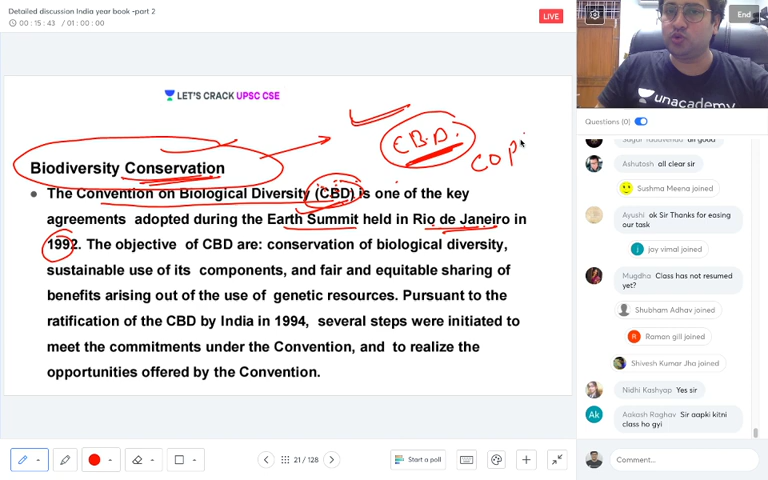 Detailed discussion India year book -part 2
00 : 15 : 43 / 01 : 00 : 00
LIVE
End
unacademy
LET'S CRACK UPSC CSE
C.B.D.
COP
Biodiversity Conservation
● The Convention on Biological Diversity (CBD) is one of the key
agreements adopted during the Earth Summit held in Rio de Janeiro in
1992. The objective of CBD are: conservation of biological diversity,
sustainable use of its components, and fair and equitable sharing of
benefits arising out of the use of genetic resources. Pursuant to the
ratification of the CBD by India in 1994, several steps were initiated to
meet the commitments under the Convention, and to realize the
opportunities offered by the Convention.
21 / 128
Start a poll
Questions (0)
Ashutosh all clear sir
Sushma Meena joined
Ayushi ok Sir Thanks for easing
our task
i joy vimal joined
Mugdha Class has not resumed
yet?
Shubham Adhav joined
R Raman gill joined
Shivesh Kumar Jha joined
Nidhi Kashyap Yes sir
Ak Aakash Raghav Sir aapki kitni
class ho gyi
Comment...